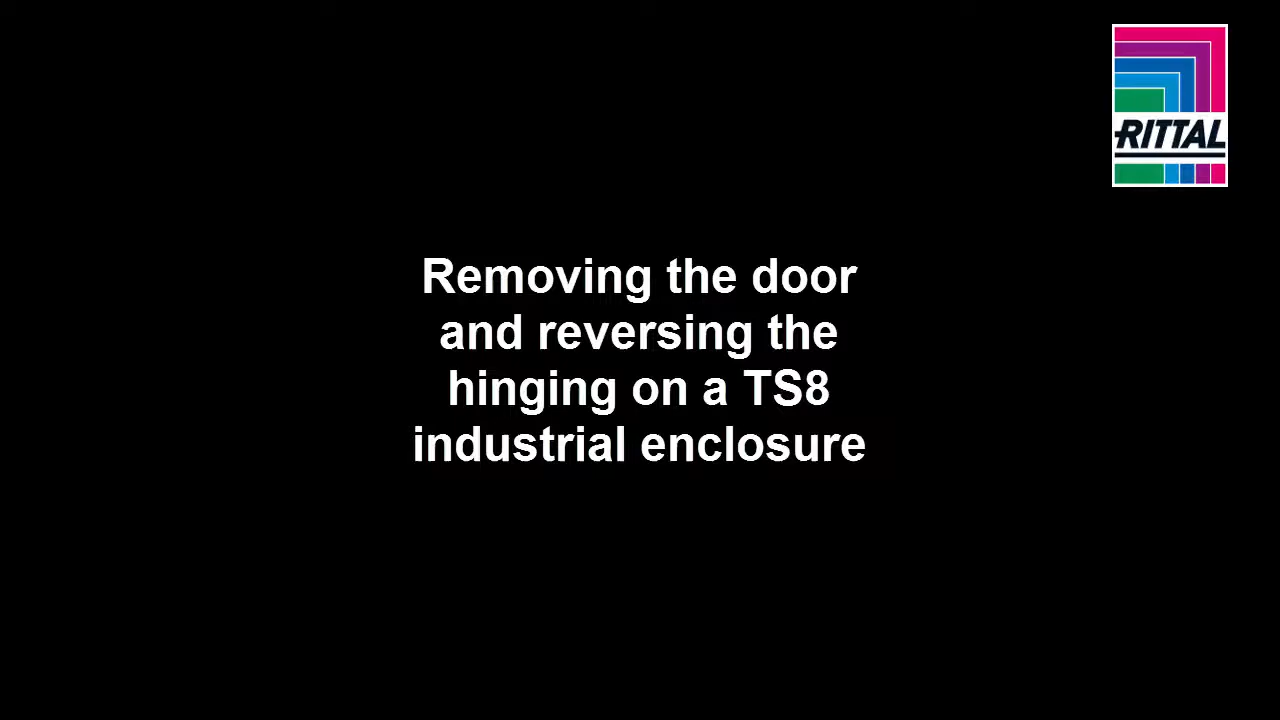 RITTAL
Removing the door
and reversing the
hinging on a TS8
industrial enclosure